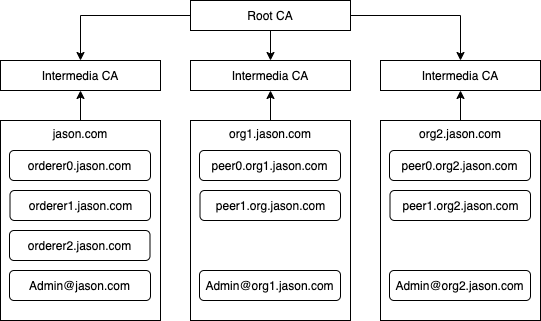 Root CA
Intermedia CA
Intermedia CA
Intermedia CA
jason.com
orderer0.jason.com
orderer1.jason.com
orderer2.jason.com
Admin@jason.com
org1.jason.com
peer0.org1.jason.com
peer1.org.jason.com
Admin@org1.jason.com
org2.jason.com
peer0.org2.jason.com
peer1.org2.jason.com
Admin@org2.jason.com